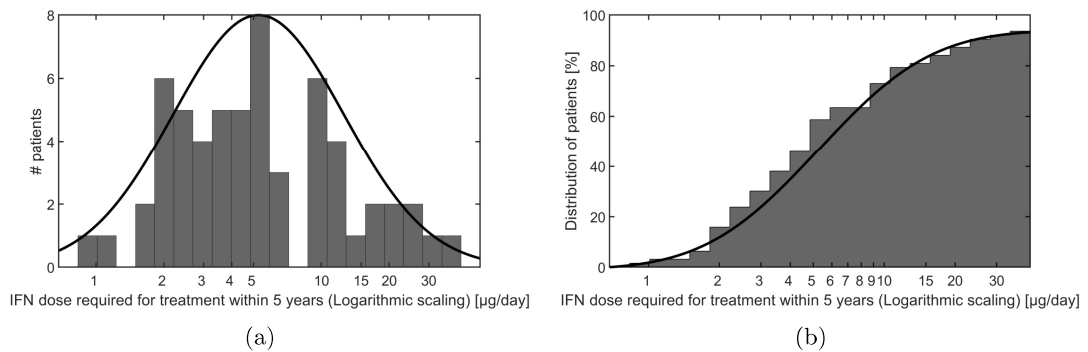 8
6
4
2
0
# patients
1 2 3 4 5 10 15 20 30
IFN dose required for treatment within 5 years (Logarithmic scaling) [µg/day]
(a)
100
80
60
40
20
0
Distribution of patients [%]
1 2 3 4 5 6 7 8 9 10 15 20 30
IFN dose required for treatment within 5 years (Logarithmic scaling) [µg/day]
(b)